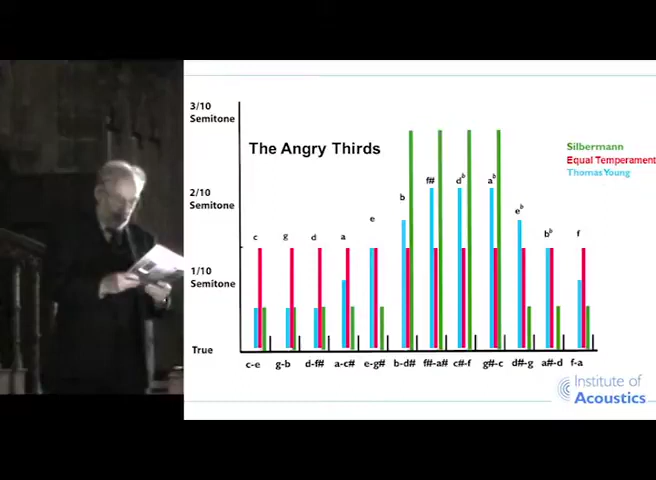 3/10
Semitone
The Angry Thirds
Silbermann
Equal Temperament
Thomas Young
2/10
Semitone
c g d a e b f# d♭ a♭ e♭ b♭ f
1/10
Semitone
True
c-e g-b d-f# a-c# e-g# b-d# f#-a# c#-f g#-c d#-g a#-d f-a
Institute of
Acoustics